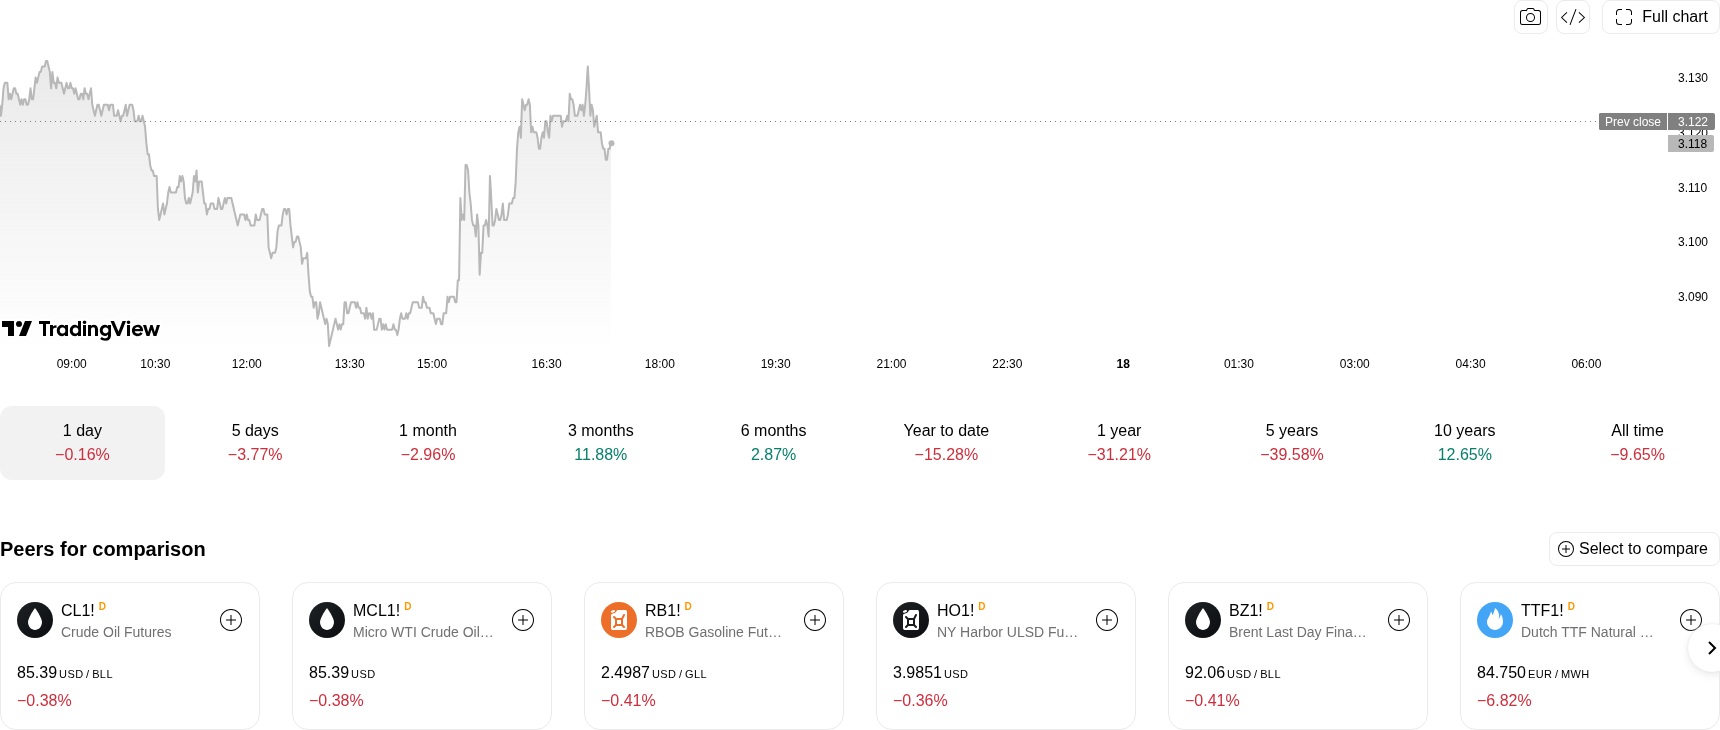 Full chart
3.130
Prev close 3.122
3.120
3.118
3.110
3.100
3.090
TradingView
09:00 10:30 12:00 13:30 15:00 16:30 18:00 19:30 21:00 22:30 18 01:30 03:00 04:30 06:00
1 day 5 days 1 month 3 months 6 months Year to date 1 year 5 years 10 years All time
−0.16% −3.77% −2.96% 11.88% 2.87% −15.28% −31.21% −39.58% 12.65% −9.65%
Peers for comparison
Select to compare
CL1! D
Crude Oil Futures
85.39 USD / BLL
−0.38%
MCL1! D
Micro WTI Crude Oil…
85.39 USD
−0.38%
RB1! D
RBOB Gasoline Fut…
2.4987 USD / GLL
−0.41%
HO1! D
NY Harbor ULSD Fu…
3.9851 USD
−0.36%
BZ1! D
Brent Last Day Fina…
92.06 USD / BLL
−0.41%
TTF1! D
Dutch TTF Natural …
84.750 EUR / MWH
−6.82%